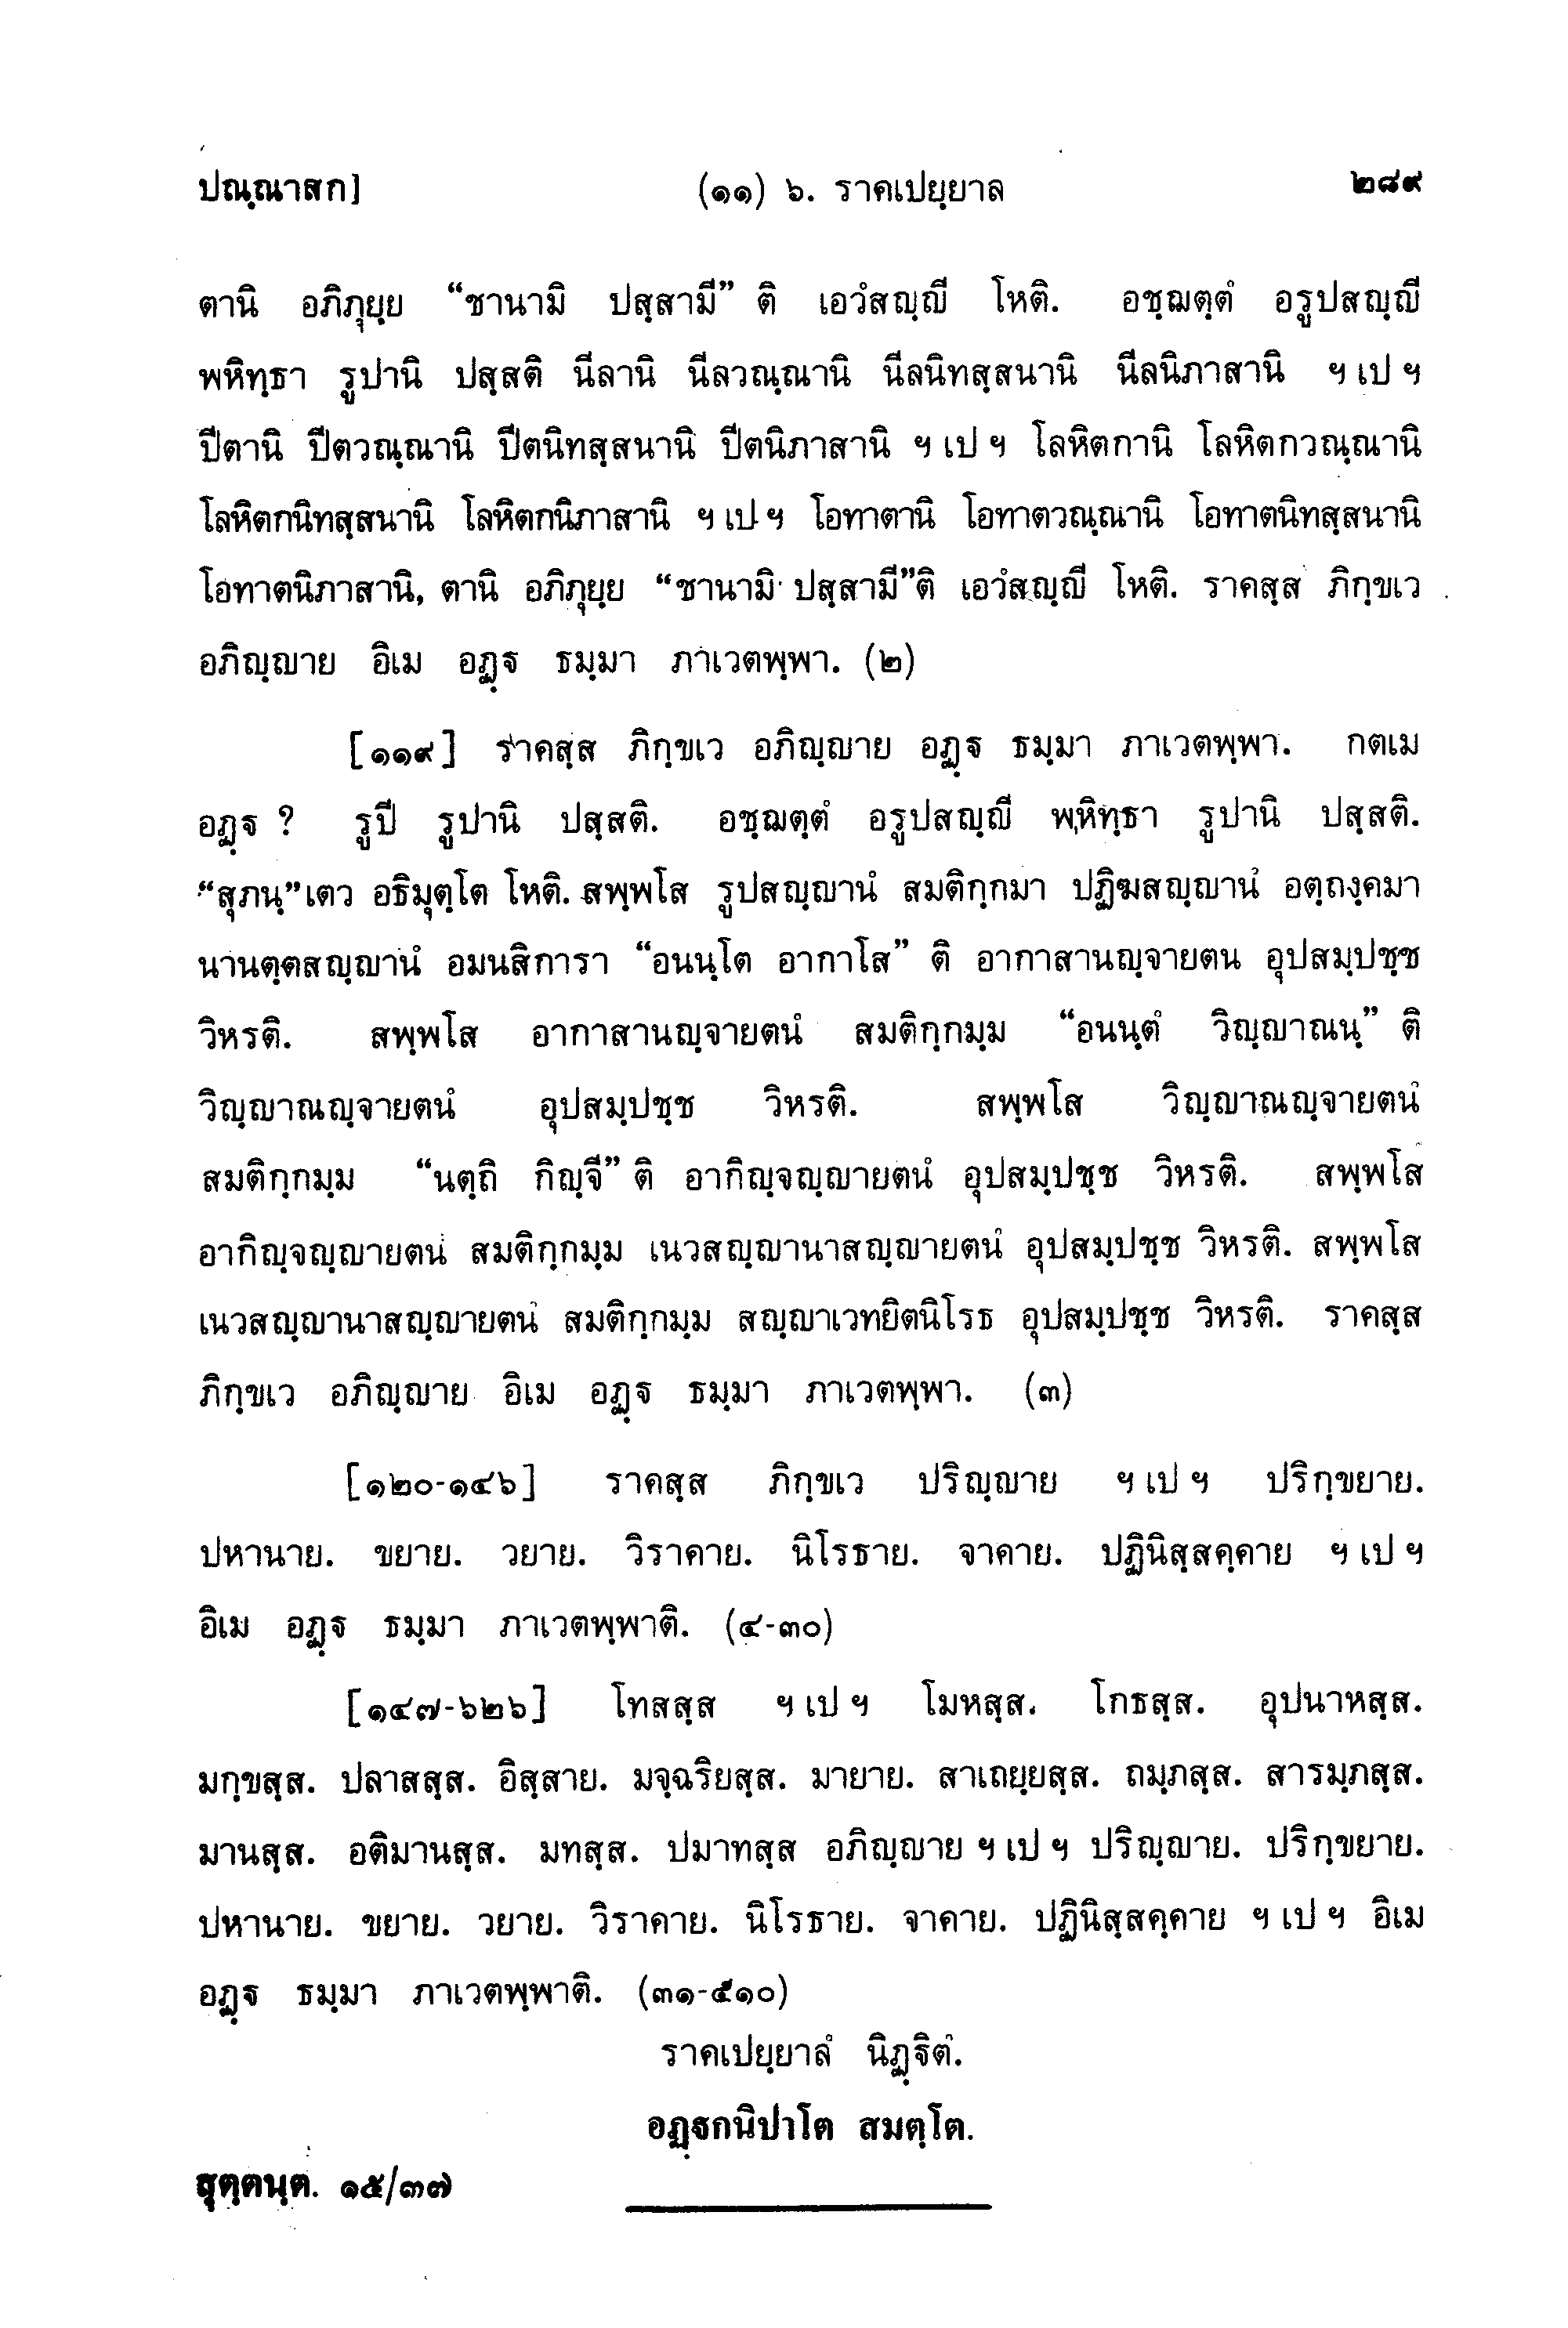 ปณฺณาสก]
(๑๑) ๖. ราคเปยฺยาล
๒๘๙
ตานิ อภิภุยฺย “ชานามิ ปสฺสามี” ติ เอวํสญฺญี โหติ. อชฺฌตฺตํ อรูปสญฺญี
พหิทฺธา รูปานิ ปสฺสติ นีลานิ นีลวณฺณานิ นีลนิทสฺสนานิ นีลนิภาสานิ ฯ เป ฯ
ปีตานิ ปีตวณฺณานิ ปีตนิทสฺสนานิ ปีตนิภาสานิ ฯ เป ฯ โลหิตกานิ โลหิตกวณฺณานิ
โลหิตกนิทสฺสนานิ โลหิตกนิภาสานิ ฯ เป ฯ โอทาตานิ โอทาตวณฺณานิ โอทาตนิทสฺสนานิ
โอทาตนิภาสานิ, ตานิ อภิภุยฺย “ชานามิ ปสฺสามี”ติ เอวํสญฺญี โหติ. ราคสฺส ภิกฺขเว
อภิญฺญาย อิเม อฏฺฐ ธมฺมา ภาเวตพฺพา. (๒)
[๑๑๙] ราคสฺส ภิกฺขเว อภิญฺญาย อฏฺฐ ธมฺมา ภาเวตพฺพา. กตเม
อฏฺฐ ? รูปี รูปานิ ปสฺสติ. อชฺฌตฺตํ อรูปสญฺญี พหิทฺธา รูปานิ ปสฺสติ.
“สุภนฺ”เตว อธิมุตฺโต โหติ. สพฺพโส รูปสญฺญานํ สมติกฺกมา ปฏิฆสญฺญานํ อตฺถงฺคมา
นานตฺตสญฺญานํ อมนสิการา “อนนฺโต อากาโส” ติ อากาสานญฺจายตน อุปสมฺปชฺช
วิหรติ. สพฺพโส อากาสานญฺจายตนํ สมติกฺกมฺม “อนนฺตํ วิญฺญาณนฺ” ติ
วิญฺญาณญฺจายตนํ อุปสมฺปชฺช วิหรติ. สพฺพโส วิญฺญาณญฺจายตนํ
สมติกฺกมฺม “นตฺถิ กิญฺจี” ติ อากิญฺจญฺญายตนํ อุปสมฺปชฺช วิหรติ. สพฺพโส
อากิญฺจญฺญายตนํ สมติกฺกมฺม เนวสญฺญานาสญฺญายตนํ อุปสมฺปชฺช วิหรติ. สพฺพโส
เนวสญฺญานาสญฺญายตนํ สมติกฺกมฺม สญฺญาเวทยิตนิโรธ อุปสมฺปชฺช วิหรติ. ราคสฺส
ภิกฺขเว อภิญฺญาย อิเม อฏฺฐ ธมฺมา ภาเวตพฺพา. (๓)
[๑๒๐-๑๔๖] ราคสฺส ภิกฺขเว ปริญฺญาย ฯ เป ฯ ปริกฺขยาย.
ปหานาย. ขยาย. วยาย. วิราคาย. นิโรธาย. จาคาย. ปฏินิสฺสคฺคาย ฯ เป ฯ
อิเม อฏฺฐ ธมฺมา ภาเวตพฺพาติ. (๔-๓๐)
[๑๔๗-๖๒๖] โทสสฺส ฯ เป ฯ โมหสฺส. โกธสฺส. อุปนาหสฺส.
มกฺขสฺส. ปลาสสฺส. อิสฺสาย. มจฺฉริยสฺส. มายาย. สาเถยฺยสฺส. ถมฺภสฺส. สารมฺภสฺส.
มานสฺส. อติมานสฺส. มทสฺส. ปมาทสฺส อภิญฺญาย ฯ เป ฯ ปริญฺญาย. ปริกฺขยาย.
ปหานาย. ขยาย. วยาย. วิราคาย. นิโรธาย. จาคาย. ปฏินิสฺสคฺคาย ฯ เป ฯ อิเม
อฏฺฐ ธมฺมา ภาเวตพฺพาติ. (๓๑-๕๑๐)
ราคเปยฺยาลํ นิฏฺฐิตํ.
อฏฺฐกนิปาโต สมตฺโต.
สุตฺตนฺต. ๑๕/๓๗